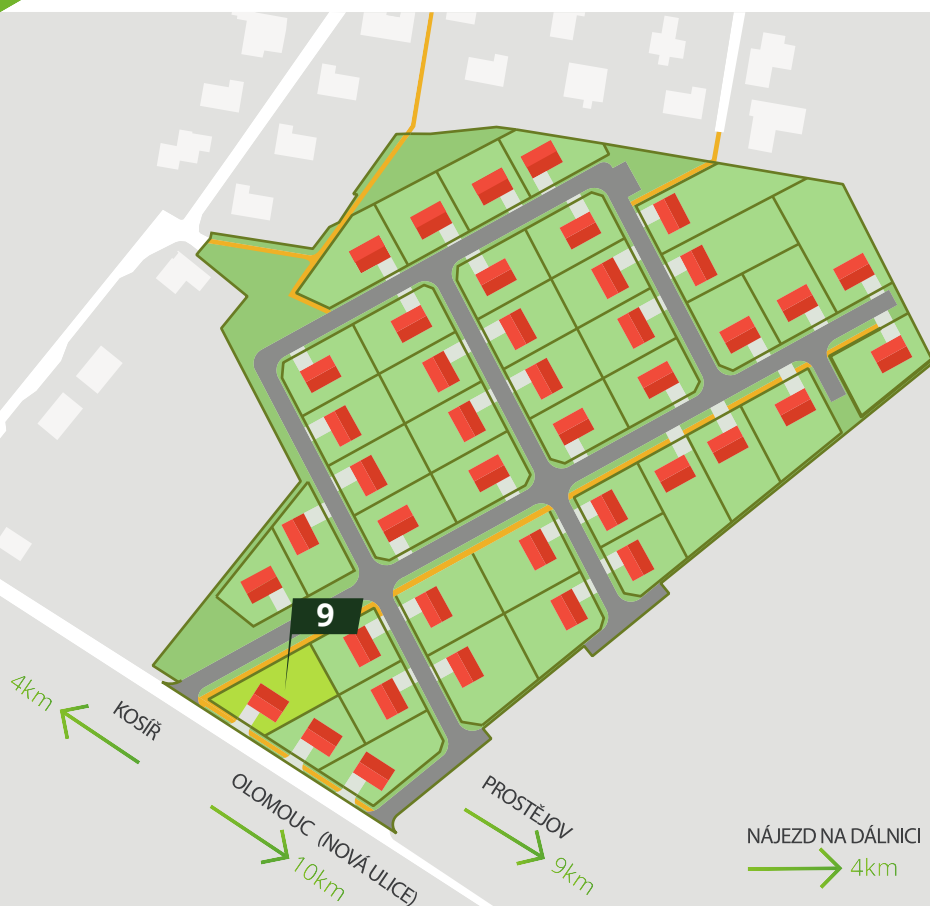 9
4km
KOSÍŘ
OLOMOUC (NOVÁ ULICE)
10km
PROSTĚJOV
9km
NÁJEZD NA DÁLNICI
4km